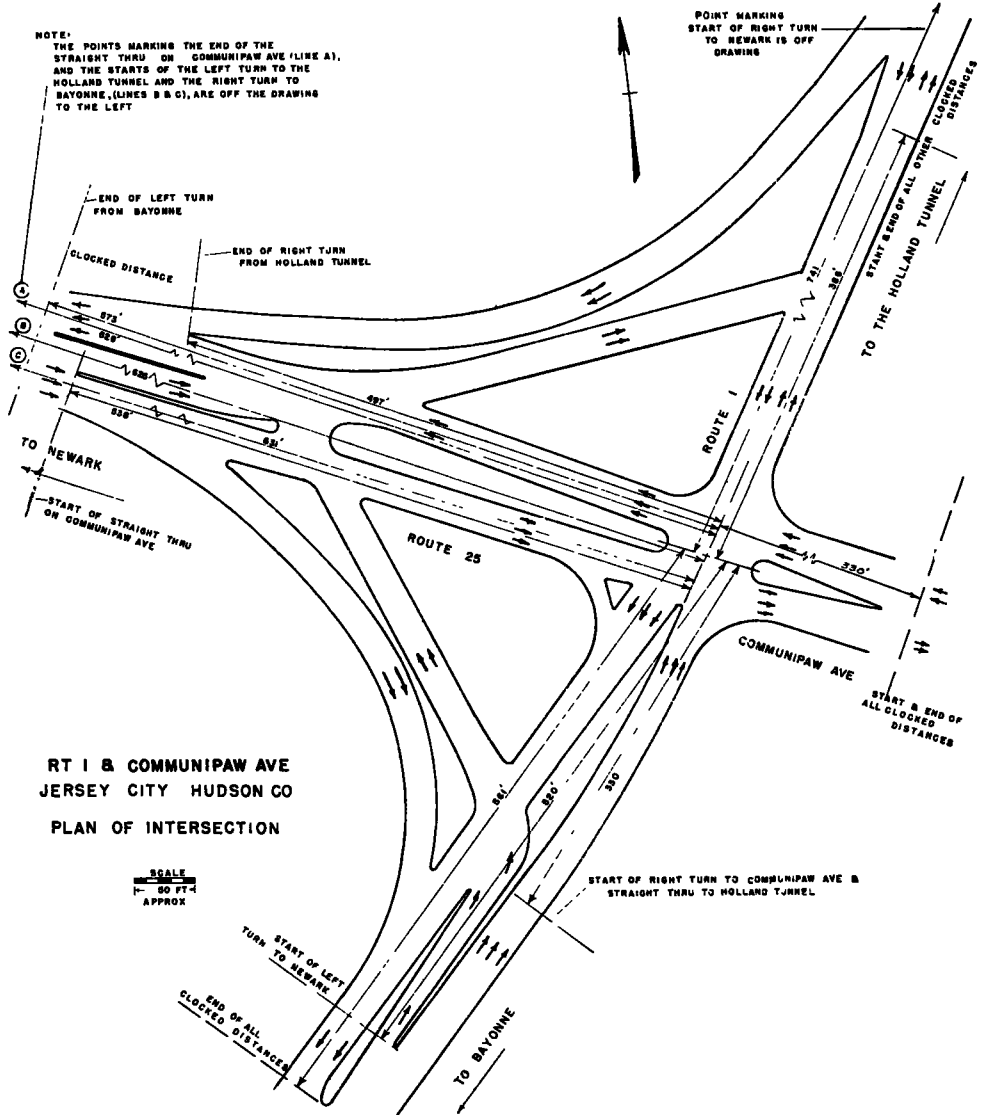 NOTE:
THE POINTS MARKING THE END OF THE
STRAIGHT THRU ON COMMUNIPAW AVE (LINE A),
AND THE STARTS OF THE LEFT TURN TO THE
HOLLAND TUNNEL AND THE RIGHT TURN TO
BAYONNE, (LINES B & C), ARE OFF THE DRAWING
TO THE LEFT
POINT MARKING
START OF RIGHT TURN
TO NEWARK IS OFF
DRAWING
START & END OF ALL OTHER CLOCKED
DISTANCES
TO THE HOLLAND TUNNEL
END OF LEFT TURN
FROM BAYONNE
CLOCKED DISTANCE
END OF RIGHT TURN
FROM HOLLAND TUNNEL
A
B
C
673'
629'
497'
631'
741
TO NEWARK
START OF STRAIGHT THRU
ON COMMUNIPAW AVE
ROUTE 25
ROUTE 1
330'
COMMUNIPAW AVE
START & END OF
ALL CLOCKED
DISTANCES
RT 1 & COMMUNIPAW AVE
JERSEY CITY HUDSON CO
PLAN OF INTERSECTION
SCALE
50 FT
APPROX
561'
520'
330
START OF RIGHT TURN TO COMMUNIPAW AVE &
STRAIGHT THRU TO HOLLAND TUNNEL
START OF LEFT
TURN TO NEWARK
END OF ALL
CLOCKED DISTANCES
TO BAYONNE